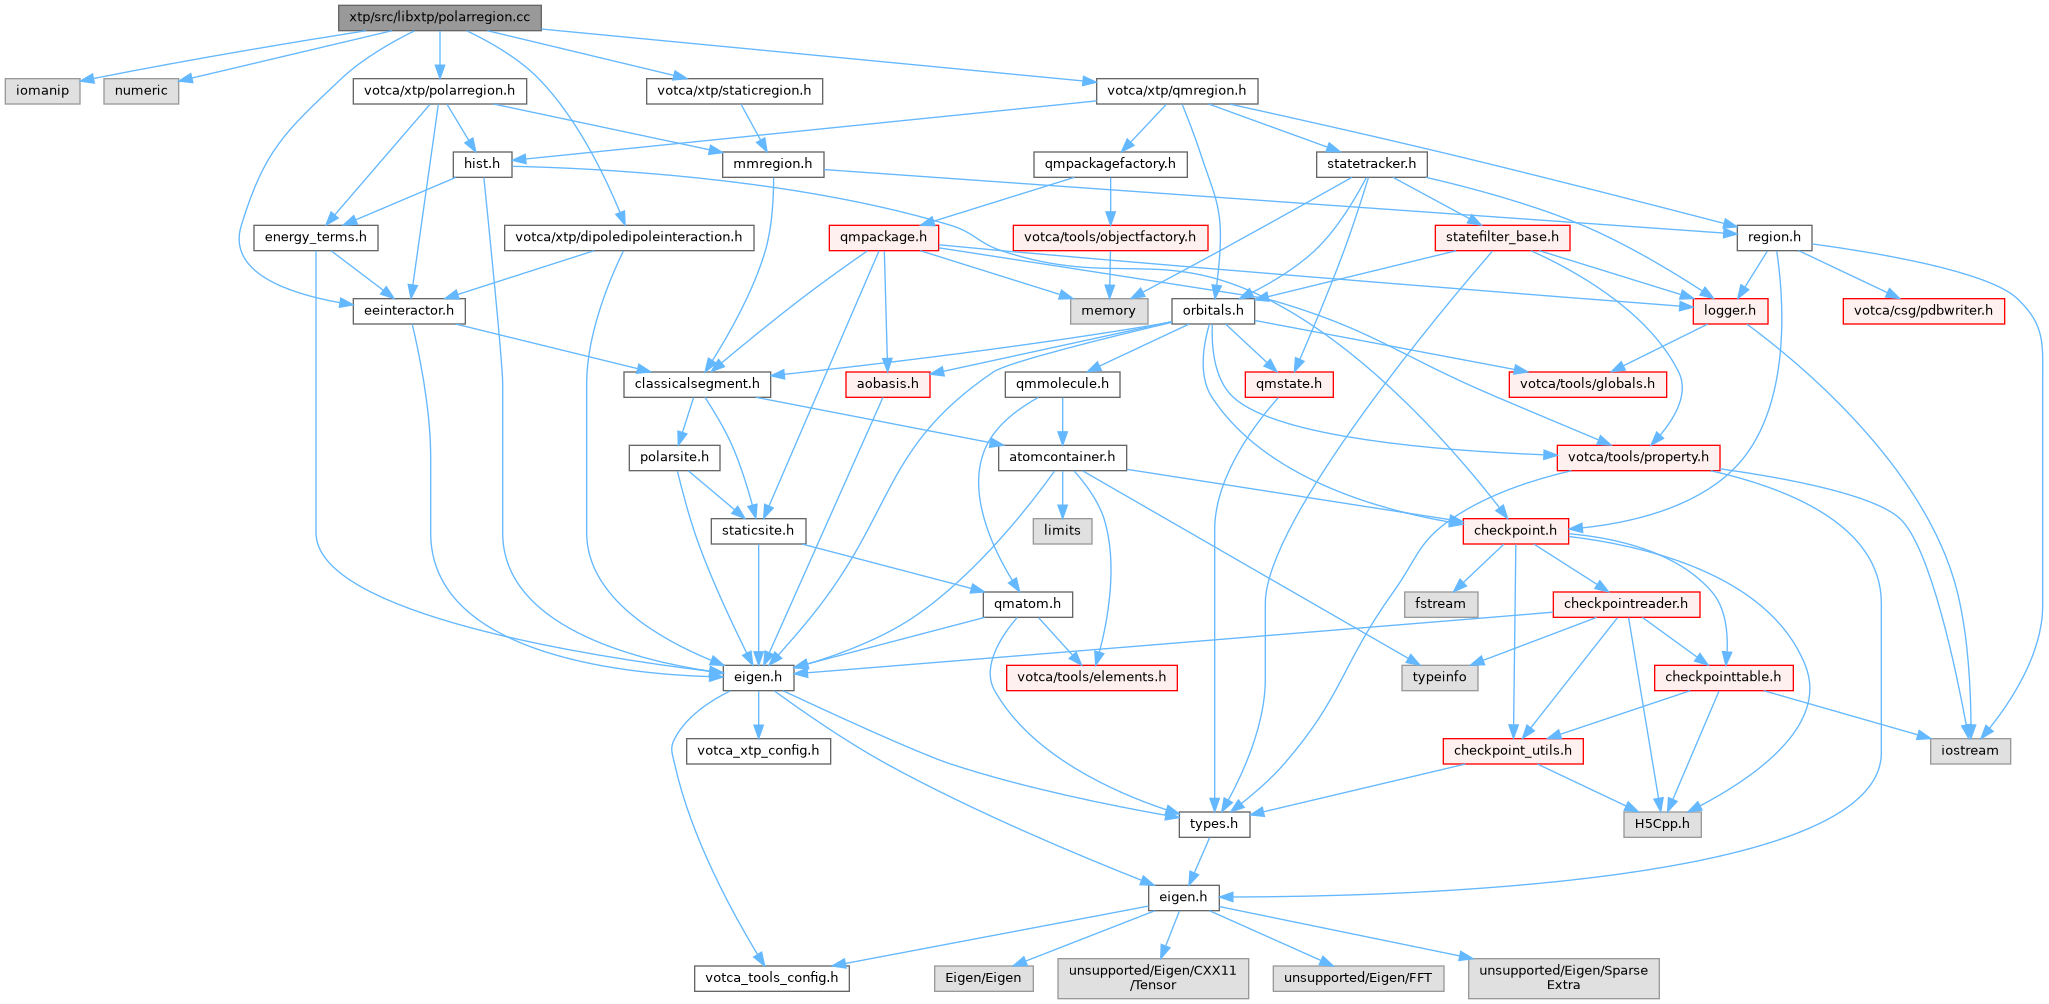 xtp/src/libxtp/polarregion.cc
iomanip
numeric
votca/xtp/polarregion.h
votca/xtp/staticregion.h
votca/xtp/qmregion.h
hist.h
mmregion.h
qmpackagefactory.h
statetracker.h
energy_terms.h
votca/xtp/dipoledipoleinteraction.h
qmpackage.h
votca/tools/objectfactory.h
statefilter_base.h
region.h
eeinteractor.h
memory
orbitals.h
logger.h
votca/csg/pdbwriter.h
classicalsegment.h
aobasis.h
qmmolecule.h
qmstate.h
votca/tools/globals.h
polarsite.h
atomcontainer.h
votca/tools/property.h
staticsite.h
limits
checkpoint.h
qmatom.h
fstream
checkpointreader.h
eigen.h
votca/tools/elements.h
typeinfo
checkpointtable.h
votca_xtp_config.h
checkpoint_utils.h
iostream
types.h
H5Cpp.h
eigen.h
votca_tools_config.h
Eigen/Eigen
unsupported/Eigen/CXX11
/Tensor
unsupported/Eigen/FFT
unsupported/Eigen/Sparse
Extra